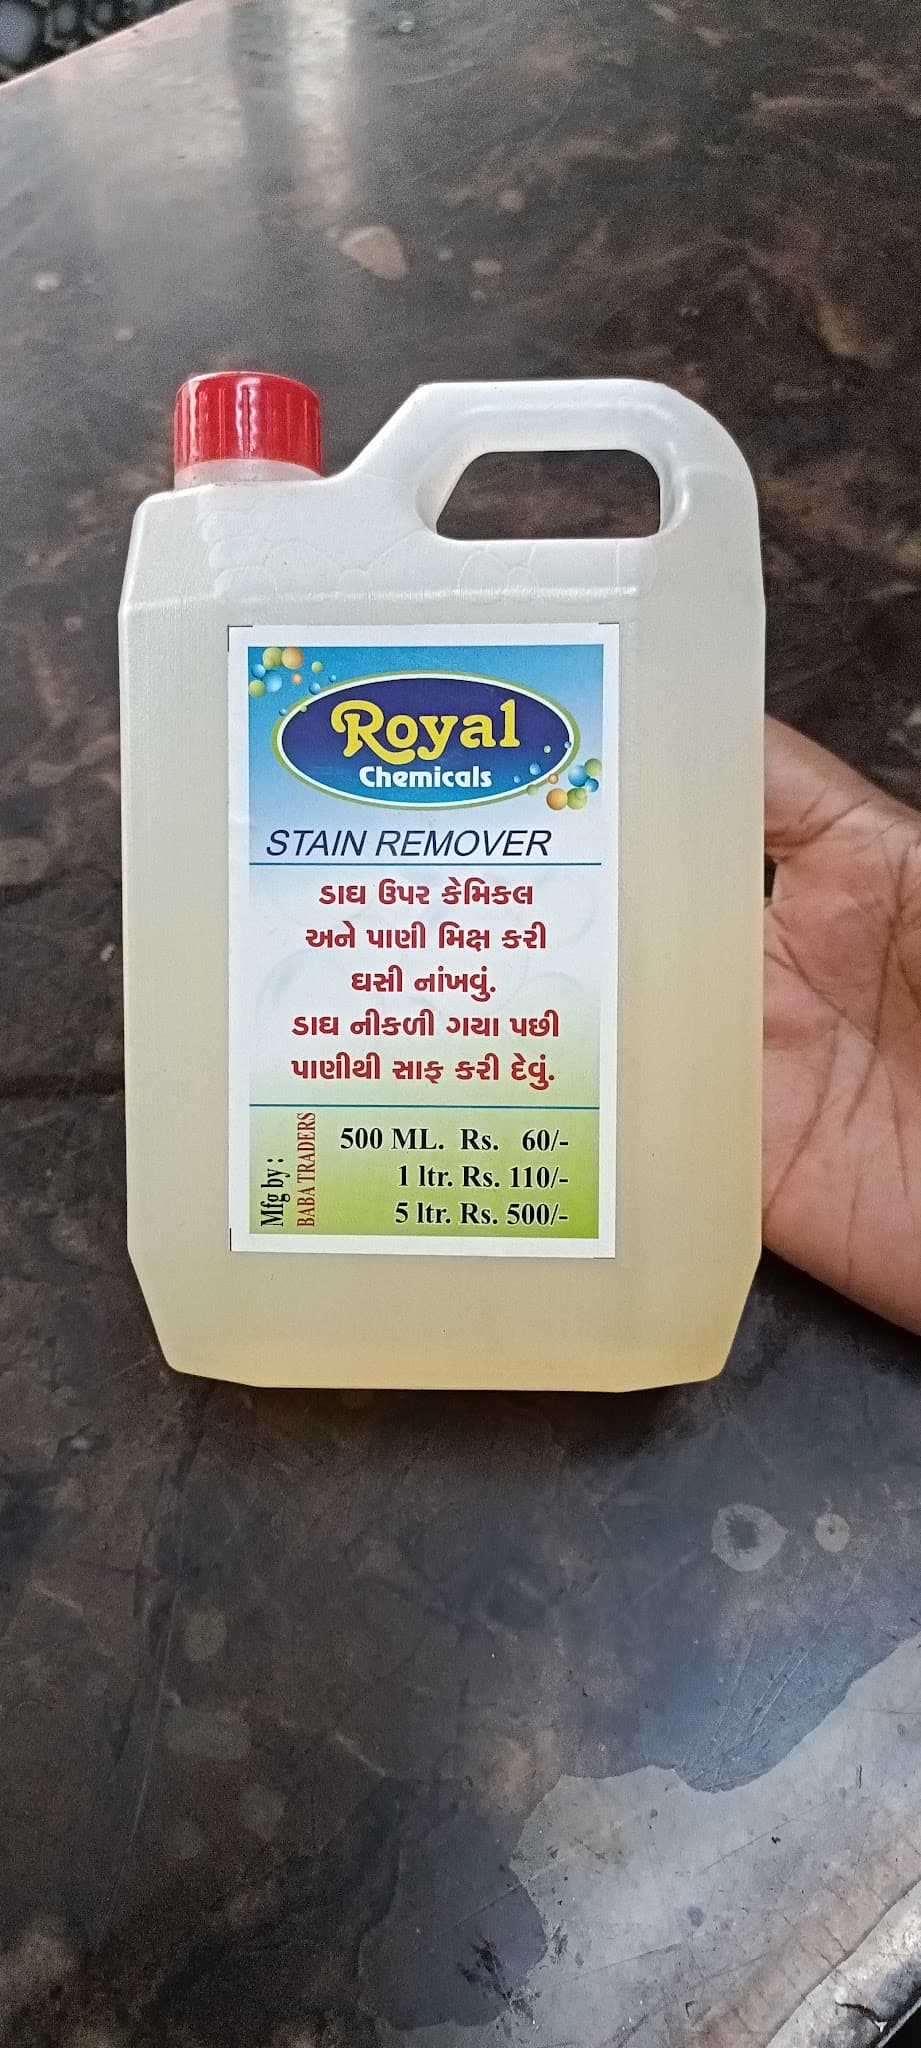 Royal
Chemicals
STAIN REMOVER
ડાઘ ઉપર કેમિકલ
અને પાણી મિક્ષ કરી
ઘસી નાંખવું.
ડાઘ નીકળી ગયા પછી
પાણીથી સાફ કરી દેવું.
Mfg by :
BABA TRADERS
500 ML. Rs. 60/-
1 ltr. Rs. 110/-
5 ltr. Rs. 500/-